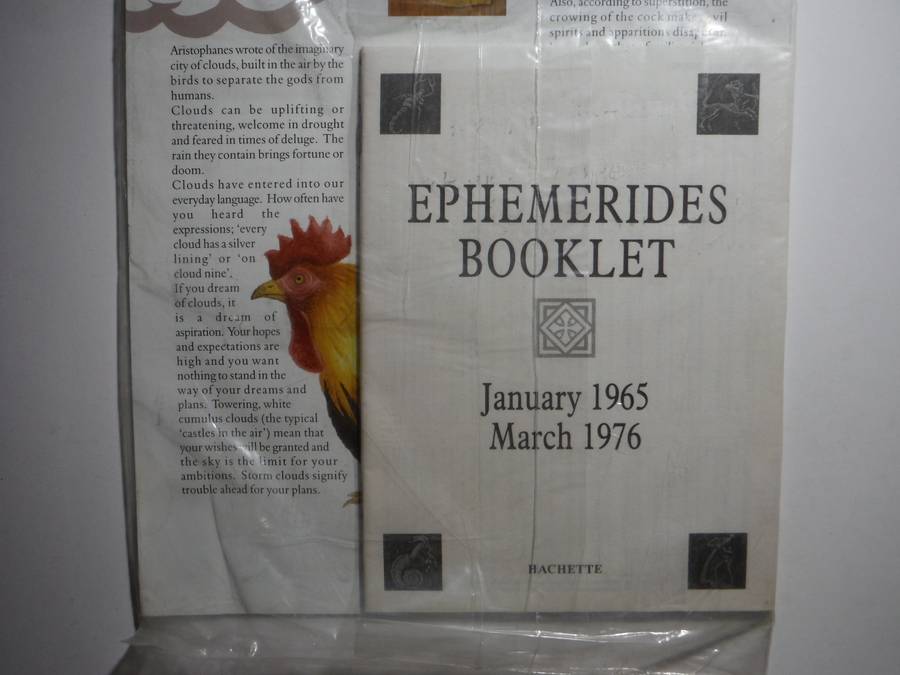 Aristophanes wrote of the imaginary
city of clouds, built in the air by the
birds to separate the gods from
humans.
Clouds can be uplifting or
threatening, welcome in drought
and feared in times of deluge. The
rain they contain brings fortune or
doom.
Clouds have entered into our
everyday language. How often have
you heard the
expressions; 'every
cloud has a silver
lining' or 'on
cloud nine'.
If you dream
of clouds, it
is a dream of
aspiration. Your hopes
and expectations are
high and you want
nothing to stand in the
way of your dreams and
plans. Towering, white
cumulus clouds (the typical
'castles in the air') mean that
your wishes will be granted and
the sky is the limit for your
ambitions. Storm clouds signify
trouble ahead for your plans.
Also, according to superstition, the
crowing of the cock makes evil
spirits and apparitions
EPHEMERIDES
BOOKLET
January 1965
March 1976
HACHETTE